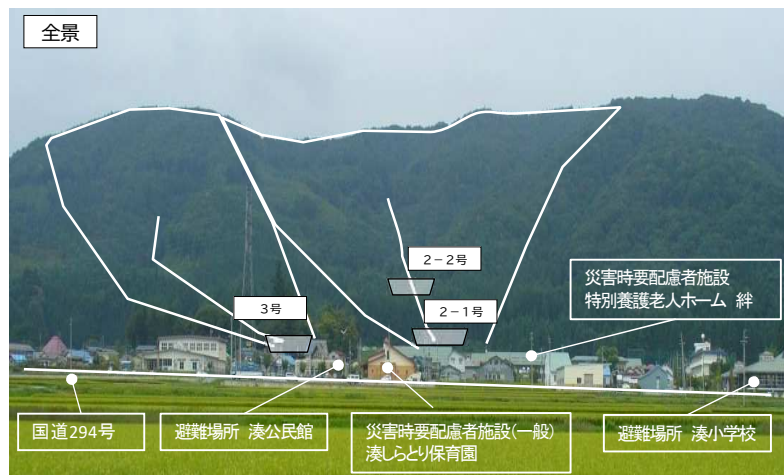 全景
2-2号
3号
2-1号
災害時要配慮者施設
特別養護老人ホーム 絆
国道294号
避難場所 湊公民館
災害時要配慮者施設(一般)
湊しらとり保育園
避難場所 湊小学校